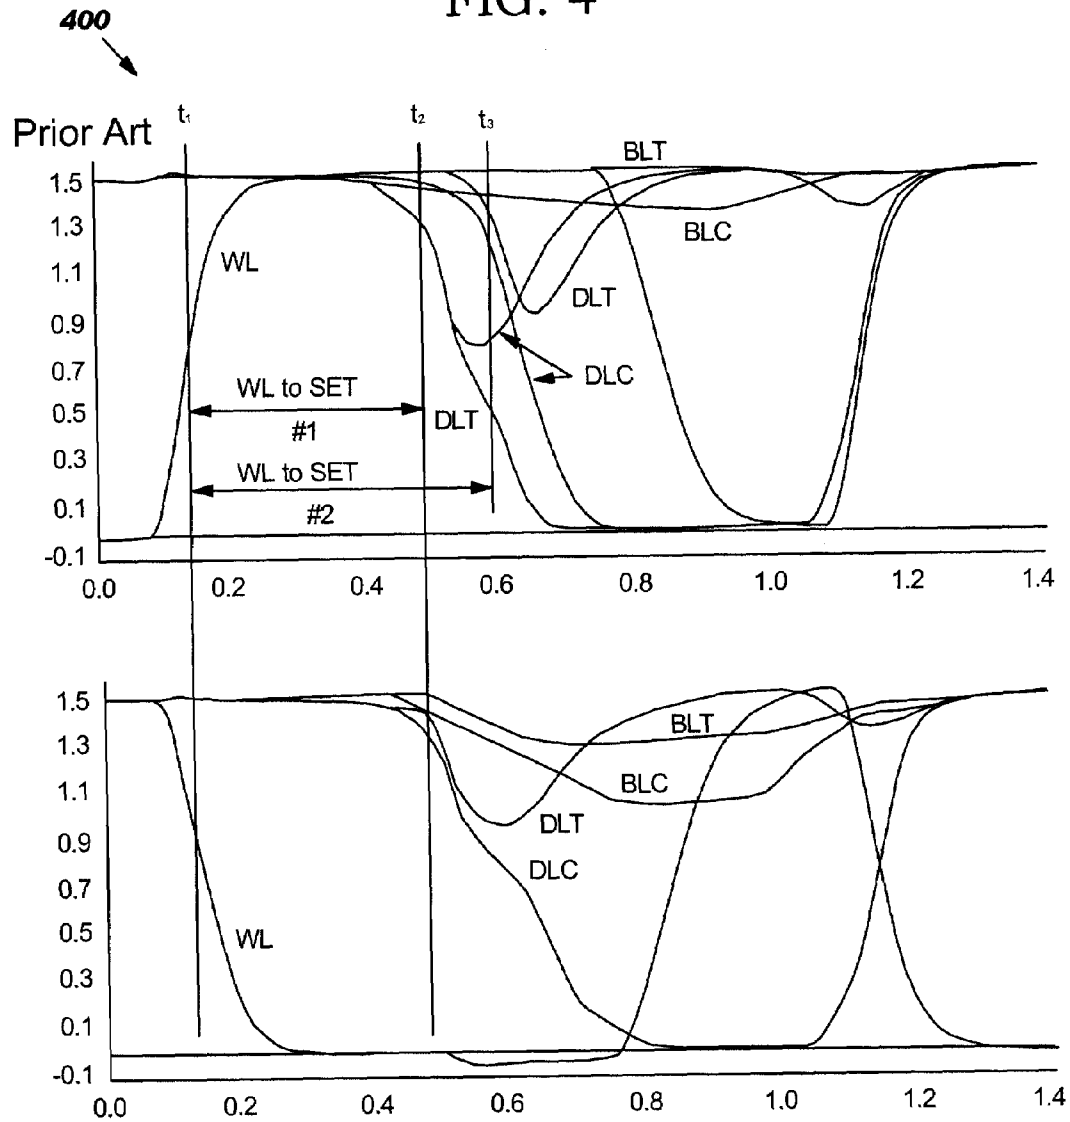 FIG. 4
400
Prior Art
t1 t2 t3
BLT
1.5
1.3
BLC
WL
1.1
DLT
0.9
0.7
DLC
WL to SET
0.5
DLT
#1
0.3
WL to SET
0.1
#2
-0.1
0.0 0.2 0.4 0.6 0.8 1.0 1.2 1.4
1.5
BLT
1.3
BLC
1.1
DLT
0.9
DLC
0.7
0.5
WL
0.3
0.1
-0.1
0.0 0.2 0.4 0.6 0.8 1.0 1.2 1.4